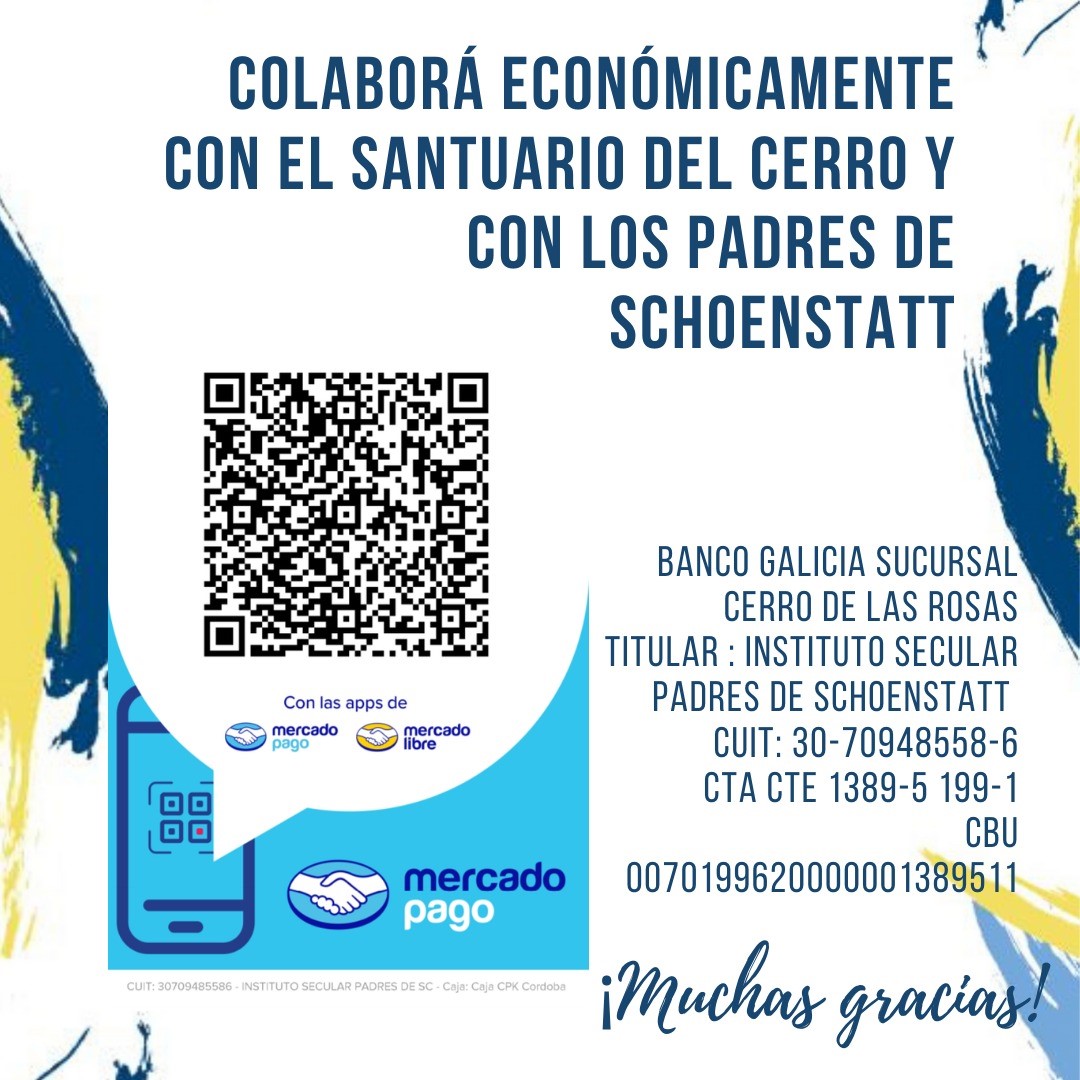 COLABORÁ ECONÓMICAMENTE
CON EL SANTUARIO DEL CERRO Y
CON LOS PADRES DE
SCHOENSTATT
Con las apps de
mercado pago
mercado libre
mercado
pago
CUIT: 30709485586 - INSTITUTO SECULAR PADRES DE SC - Caja: Caja CPK Cordoba
BANCO GALICIA SUCURSAL
CERRO DE LAS ROSAS
TITULAR : INSTITUTO SECULAR
PADRES DE SCHOENSTATT
CUIT: 30-70948558-6
CTA CTE 1389-5 199-1
CBU
0070199620000001389511
¡Muchas gracias!